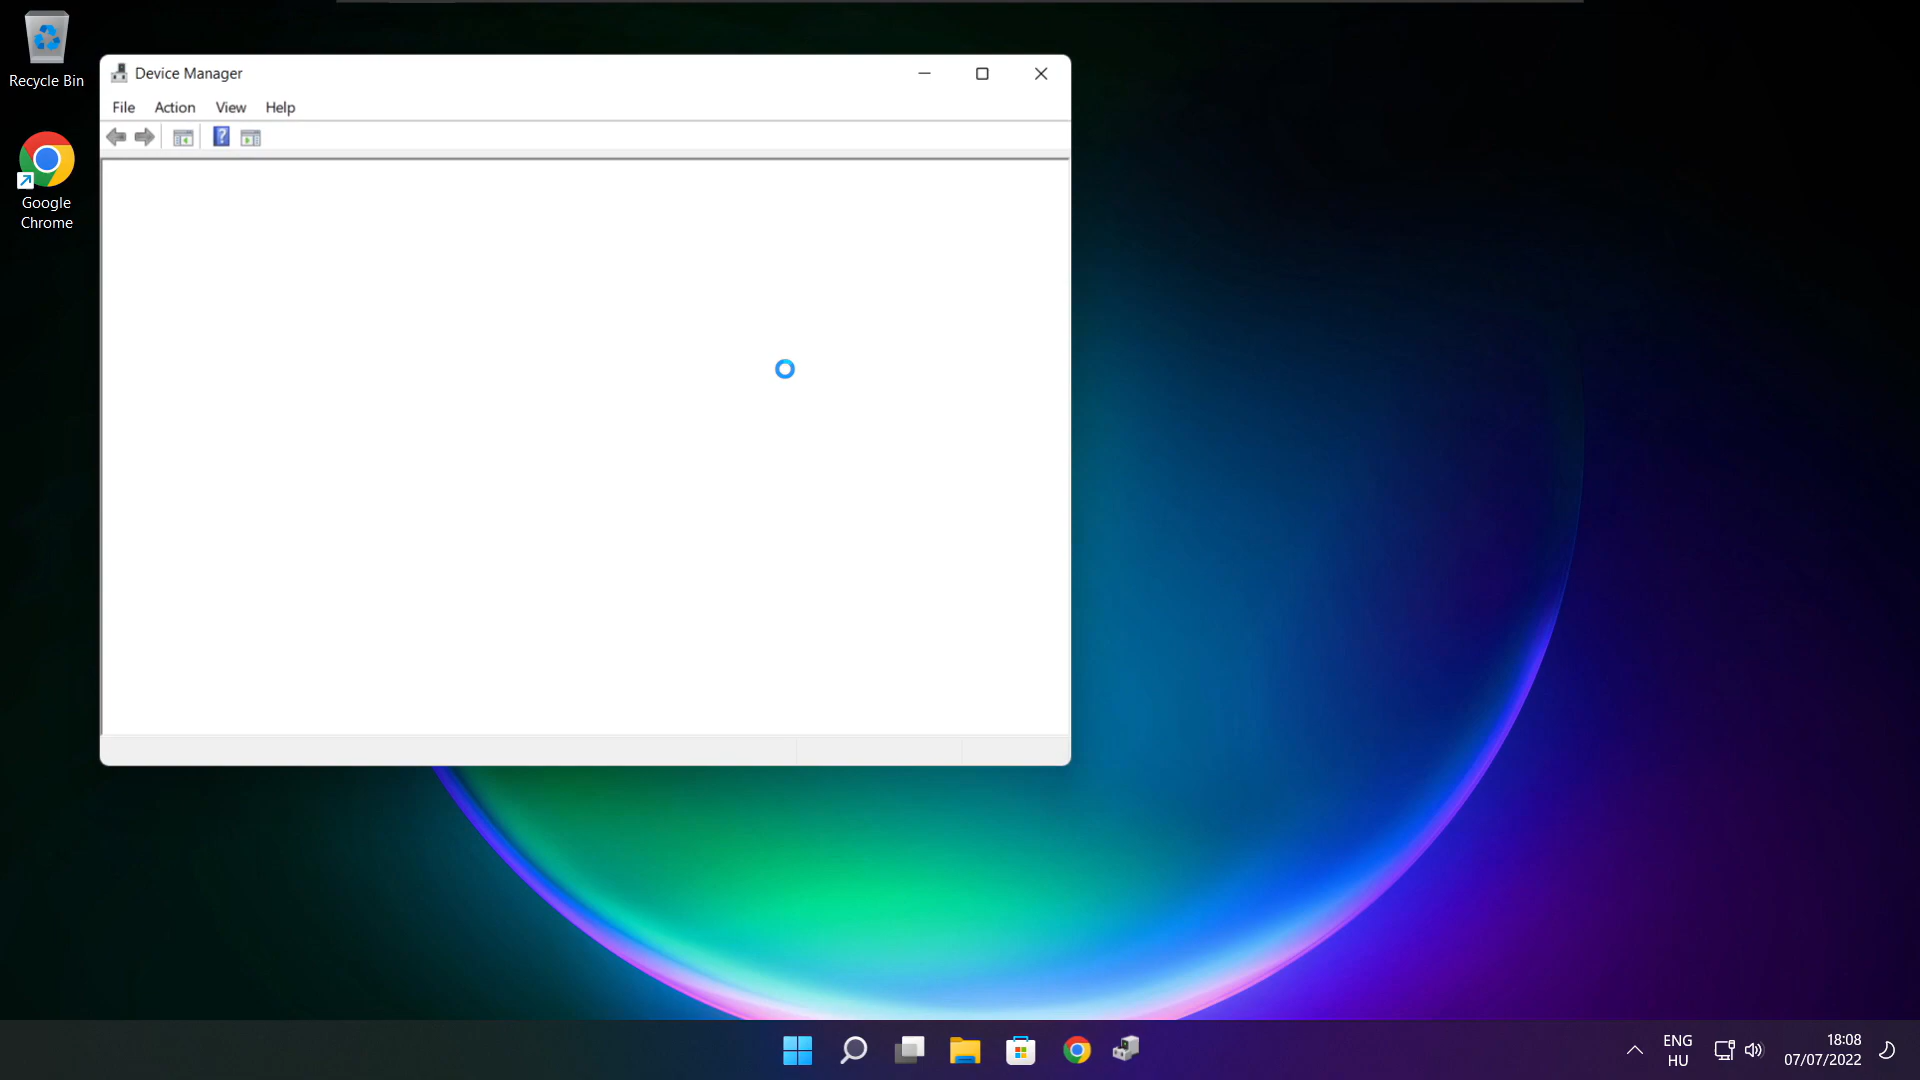 Recycle Bin
Device Manager
File Action View Help
?
Google
Chrome
ENG
HU
18:08
07/07/2022